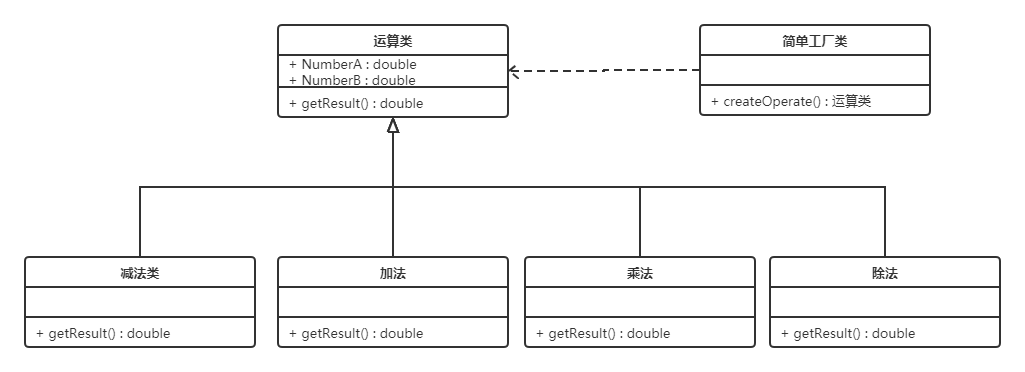 运算类
+ NumberA : double
+ NumberB : double
+ getResult() : double
简单工厂类
+ createOperate() : 运算类
减法类
+ getResult() : double
加法
+ getResult() : double
乘法
+ getResult() : double
除法
+ getResult() : double